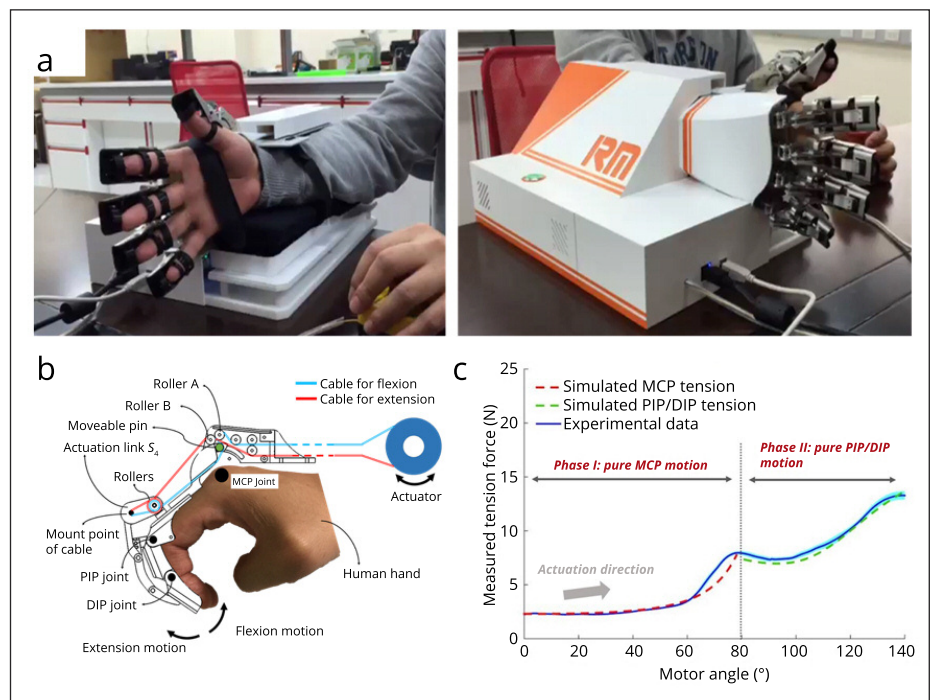 a
RM
b
Roller A
Roller B
Moveable pin
Actuation link S4
Rollers
Mount point
of cable
PIP joint
DIP joint
Extension motion
Flexion motion
Human hand
MCP Joint
Cable for flexion
Cable for extension
Actuator
c
Measured tension force (N)
25
20
15
10
5
0
Simulated MCP tension
Simulated PIP/DIP tension
Experimental data
Phase I: pure MCP motion
Phase II: pure PIP/DIP
motion
Actuation direction
0 20 40 60 80 100 120 140
Motor angle (°)